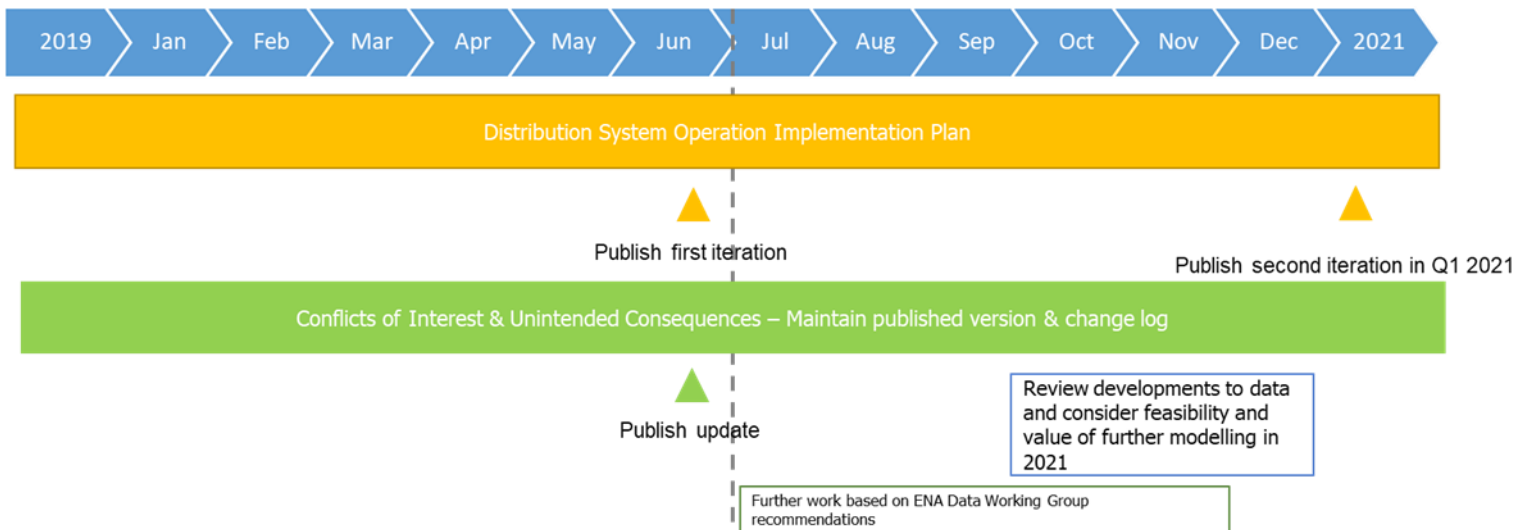 2019 Jan Feb Mar Apr May Jun Jul Aug Sep Oct Nov Dec 2021
Distribution System Operation Implementation Plan
Publish first iteration
Publish second iteration in Q1 2021
Conflicts of Interest & Unintended Consequences – Maintain published version & change log
Publish update
Review developments to data
and consider feasibility and
value of further modelling in
2021
Further work based on ENA Data Working Group
recommendations